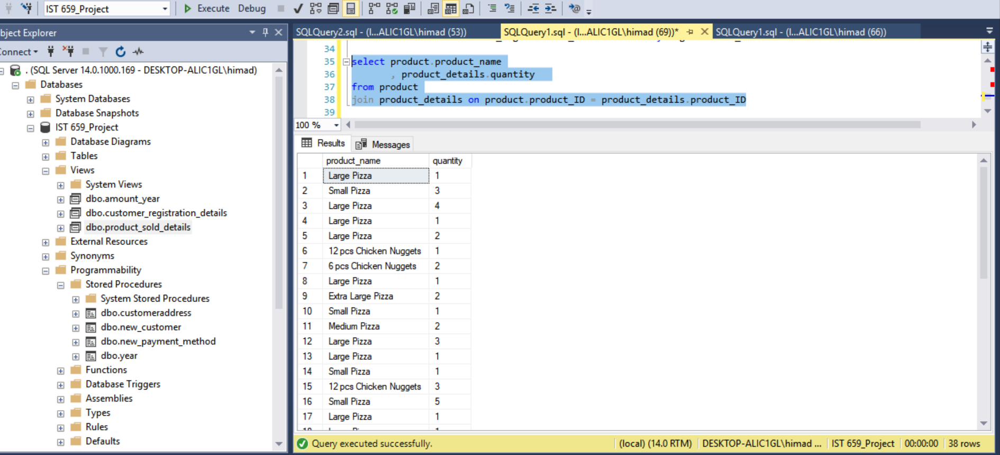 IST 659_Project
Execute Debug
bject Explorer
onnect
. (SQL Server 14.0.1000.169 - DESKTOP-ALIC1GL\himad)
Databases
System Databases
Database Snapshots
IST 659_Project
Database Diagrams
Tables
Views
System Views
dbo.amount_year
dbo.customer_registration_details
dbo.product_sold_details
External Resources
Synonyms
Programmability
Stored Procedures
System Stored Procedures
dbo.customeraddress
dbo.new_customer
dbo.new_payment_method
dbo.year
Functions
Database Triggers
Assemblies
Types
Rules
Defaults
SQLQuery2.sql - (l...ALIC1GL\himad (53))
SQLQuery1.sql - (l...ALIC1GL\himad (69))*
SQLQuery1.sql - (l...ALIC1GL\himad (66))
34
35 select product.product_name
36 , product_details.quantity
37 from product
38 join product_details on product.product_ID = product_details.product_ID
39
100 %
Results Messages
product_name quantity
1 Large Pizza 1
2 Small Pizza 3
3 Large Pizza 4
4 Large Pizza 1
5 Large Pizza 2
6 12 pcs Chicken Nuggets 1
7 6 pcs Chicken Nuggets 2
8 Large Pizza 1
9 Extra Large Pizza 2
10 Small Pizza 1
11 Medium Pizza 2
12 Large Pizza 3
13 Large Pizza 1
14 Small Pizza 1
15 12 pcs Chicken Nuggets 3
16 Small Pizza 5
17 Large Pizza 1
Query executed successfully.
(local) (14.0 RTM) DESKTOP-ALIC1GL\himad ... IST 659_Project 00:00:00 38 rows